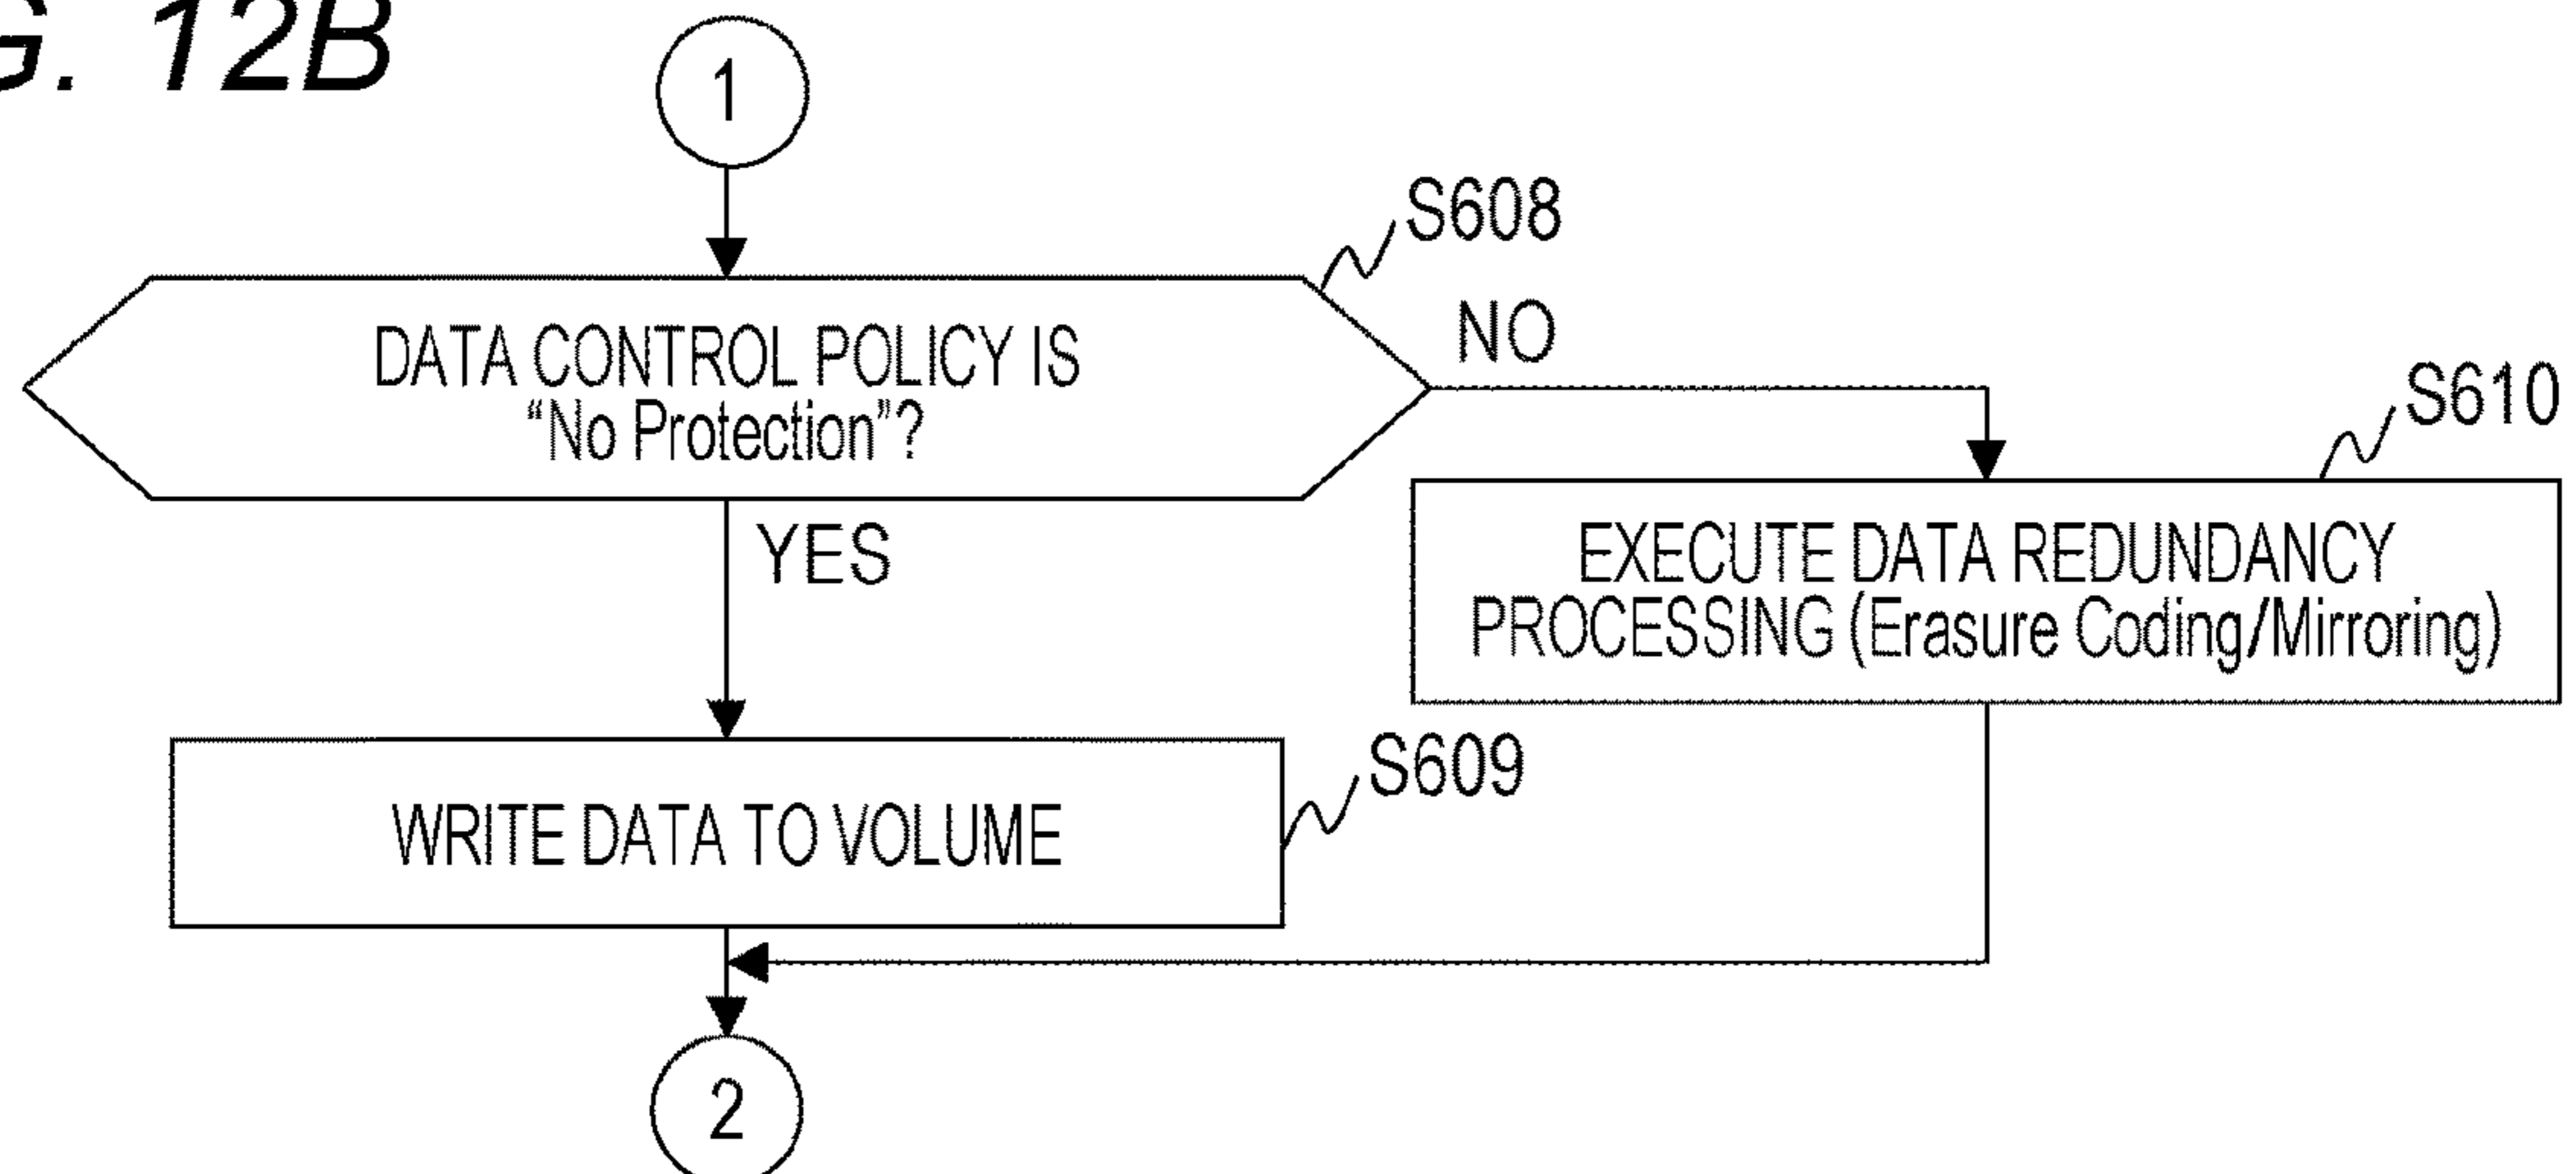 G. 12B
1
S608
DATA CONTROL POLICY IS
“No Protection”?
NO
S610
EXECUTE DATA REDUNDANCY
PROCESSING (Erasure Coding/Mirroring)
YES
S609
WRITE DATA TO VOLUME
2